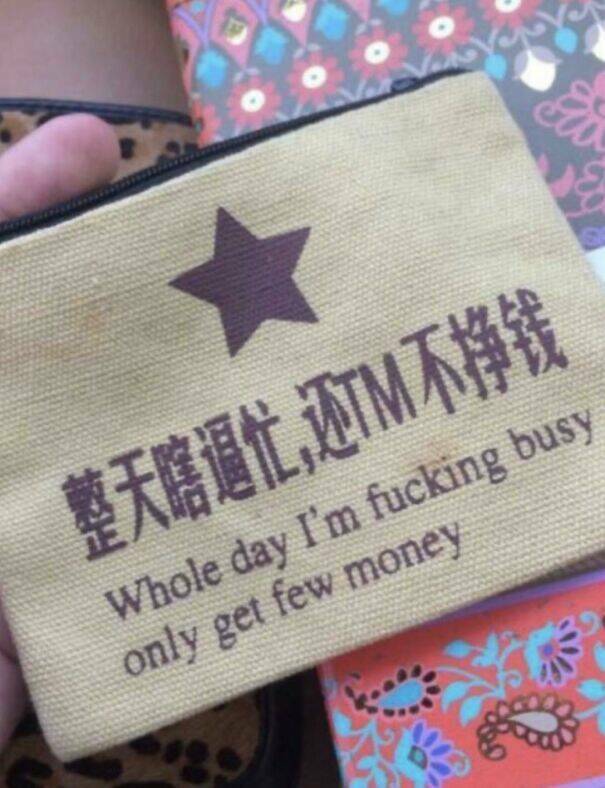 整天瞎逼忙,还TM不挣钱
Whole day I'm fucking busy
only get few money